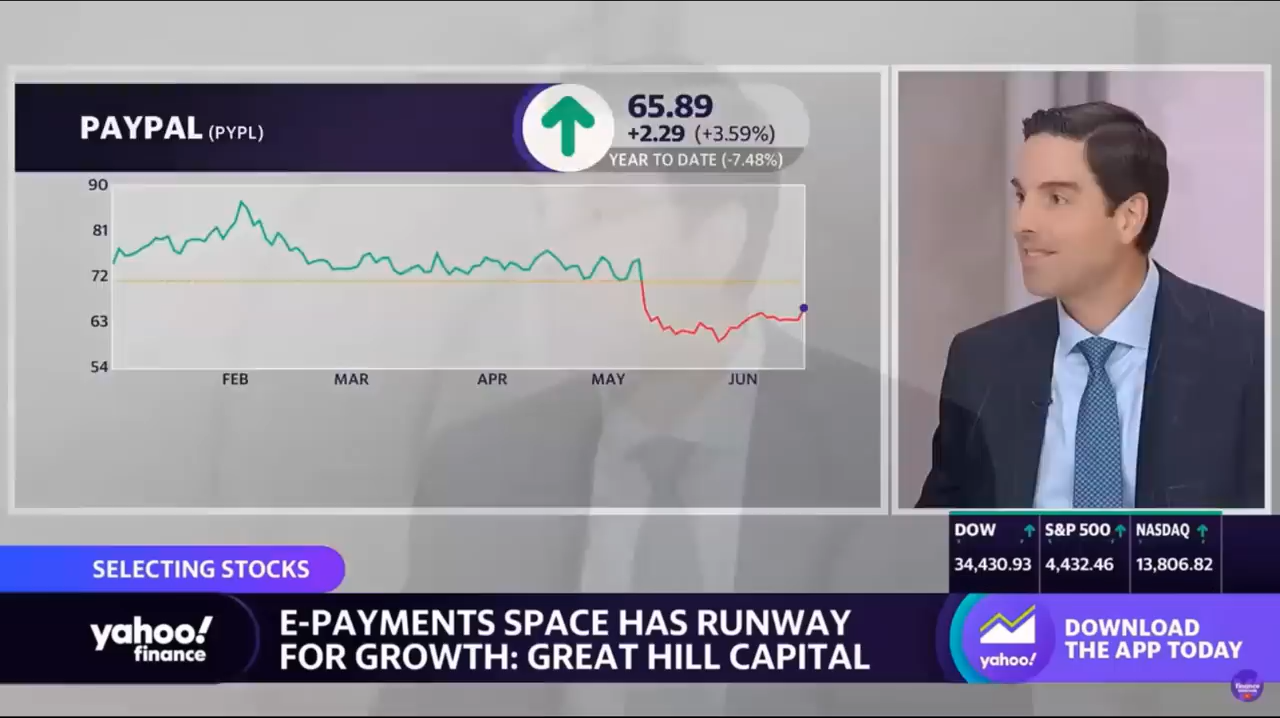 PAYPAL (PYPL)
65.89
+2.29 (+3.59%)
YEAR TO DATE (-7.48%)
90
81
72
63
54
FEB MAR APR MAY JUN
DOW S&P 500 NASDAQ
34,430.93 4,432.46 13,806.82
SELECTING STOCKS
yahoo!
finance
E-PAYMENTS SPACE HAS RUNWAY
FOR GROWTH: GREAT HILL CAPITAL
yahoo!
DOWNLOAD
THE APP TODAY
finance